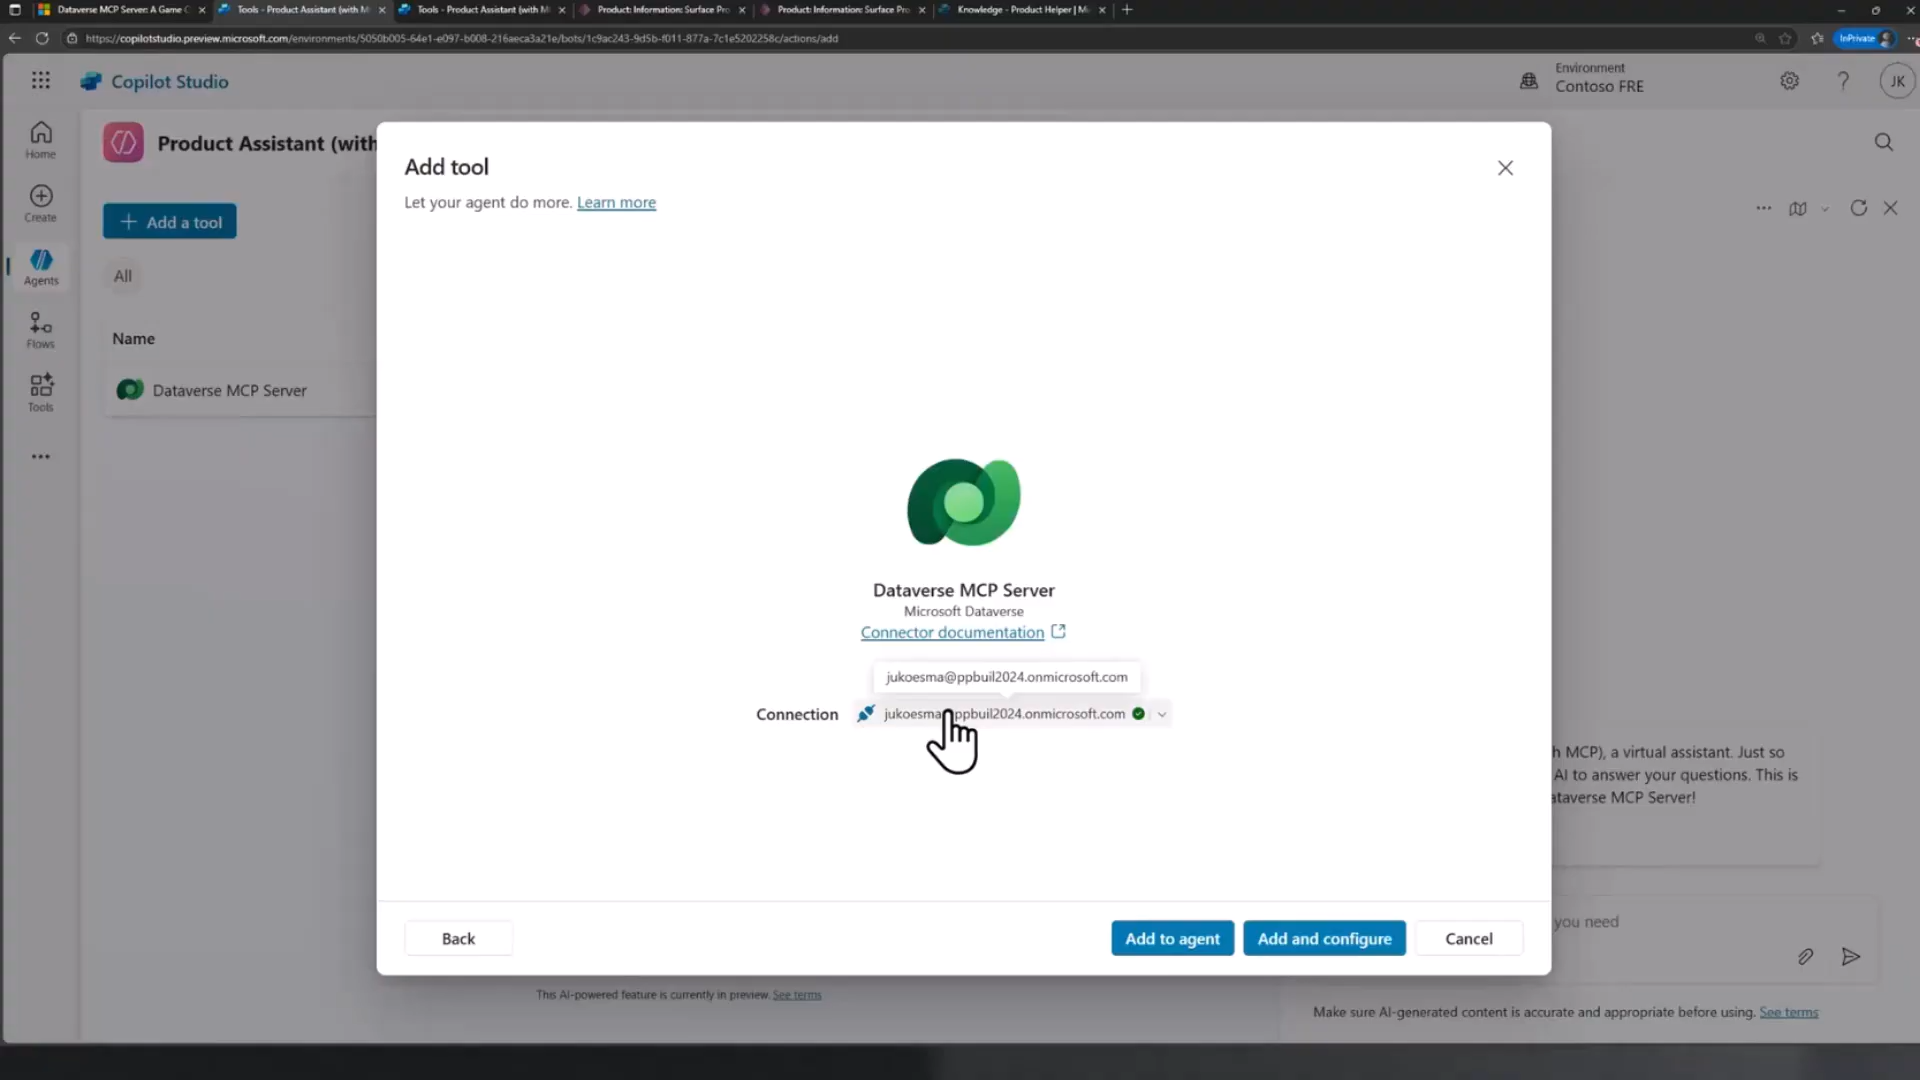 Dataverse MCP Server: A Game C
Tools - Product Assistant (with M
Tools - Product Assistant (with M
Product: Information: Surface Pro
Product: Information: Surface Pro
Knowledge - Product Helper | M
https://copilotstudio.preview.microsoft.com/environments/5050b005-64e1-e097-b008-216aeca3a21e/bots/1c9ac243-9d5b-f011-877a-7c1e5202258c/actions/add
InPrivate
Copilot Studio
Environment
Contoso FRE
JK
Home
Create
Agents
Flows
Tools
Product Assistant (with
Add a tool
All
Name
Dataverse MCP Server
Add tool
Let your agent do more. Learn more
Dataverse MCP Server
Microsoft Dataverse
Connector documentation
jukoesma@ppbuil2024.onmicrosoft.com
Connection jukoesma ppbuil2024.onmicrosoft.com
Back
Add to agent
Add and configure
Cancel
h MCP), a virtual assistant. Just so
AI to answer your questions. This is
ataverse MCP Server!
you need
This AI-powered feature is currently in preview. See terms
Make sure AI-generated content is accurate and appropriate before using. See terms